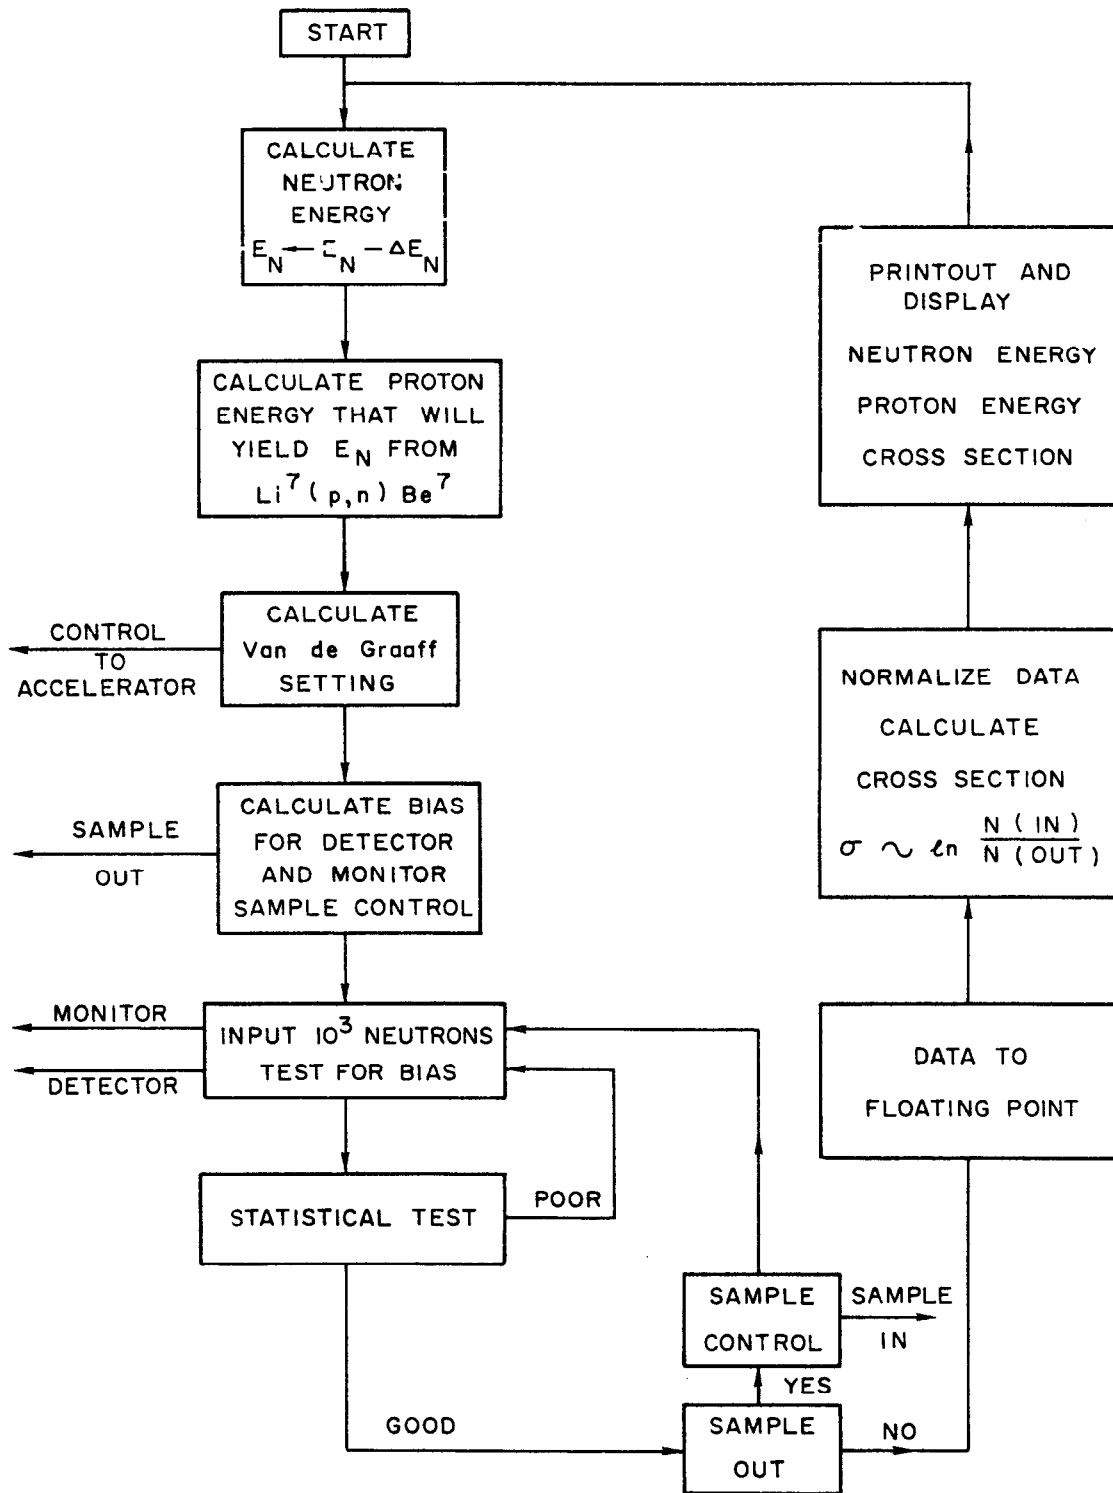 START
CALCULATE
NEUTRON
ENERGY
E_N ← E_N − ΔE_N
CALCULATE PROTON
ENERGY THAT WILL
YIELD E_N FROM
Li⁷(p,n) Be⁷
CALCULATE
Van de Graaff
SETTING
CONTROL
TO
ACCELERATOR
CALCULATE BIAS
FOR DETECTOR
AND MONITOR
SAMPLE CONTROL
SAMPLE
OUT
INPUT 10³ NEUTRONS
TEST FOR BIAS
MONITOR
DETECTOR
STATISTICAL TEST
POOR
GOOD
SAMPLE
OUT
YES
NO
SAMPLE
CONTROL
SAMPLE
IN
DATA TO
FLOATING POINT
NORMALIZE DATA
CALCULATE
CROSS SECTION
σ ~ ln N (IN) / N (OUT)
PRINTOUT AND
DISPLAY
NEUTRON ENERGY
PROTON ENERGY
CROSS SECTION